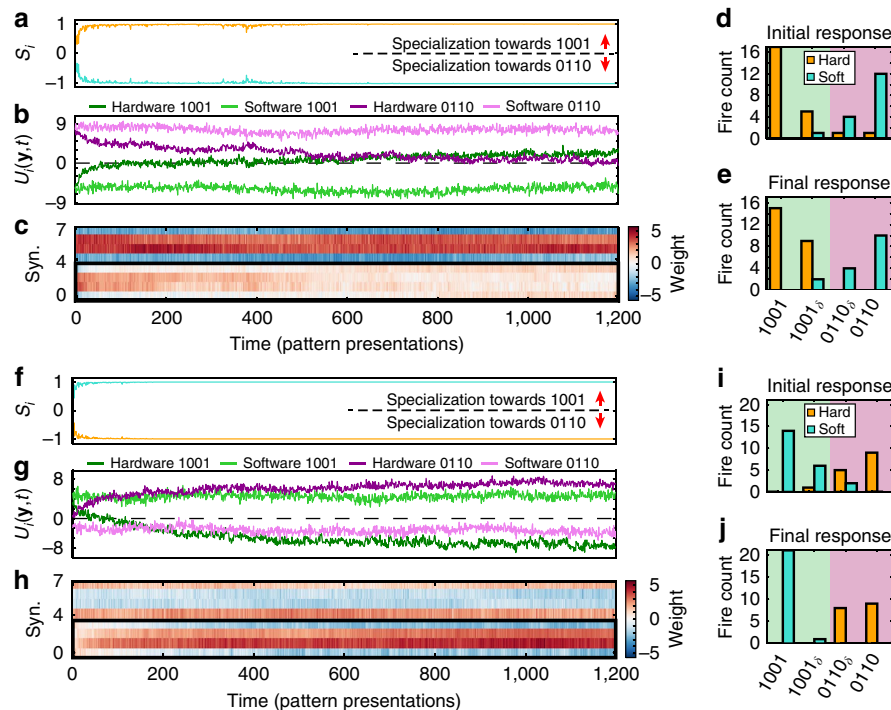 a
1
0
−1
S_i
Specialization towards 1001
Specialization towards 0110
b
Hardware 1001 Software 1001 Hardware 0110 Software 0110
9
0
−9
U_i(y,t)
c
7
4
0
Syn.
5
0
−5
Weight
0 200 400 600 800 1,000 1,200
Time (pattern presentations)
d
Initial response
16
12
8
4
0
Fire count
Hard
Soft
e
Final response
16
12
8
4
0
Fire count
1001 1001δ 0110δ 0110
f
1
0
−1
S_i
Specialization towards 1001
Specialization towards 0110
g
Hardware 1001 Software 1001 Hardware 0110 Software 0110
8
0
−8
U_i(y,t)
h
7
4
0
Syn.
5
0
−5
Weight
0 200 400 600 800 1,000 1,200
Time (pattern presentations)
i
Initial response
20
15
10
5
0
Fire count
Hard
Soft
j
Final response
20
10
0
Fire count
1001 1001δ 0110δ 0110